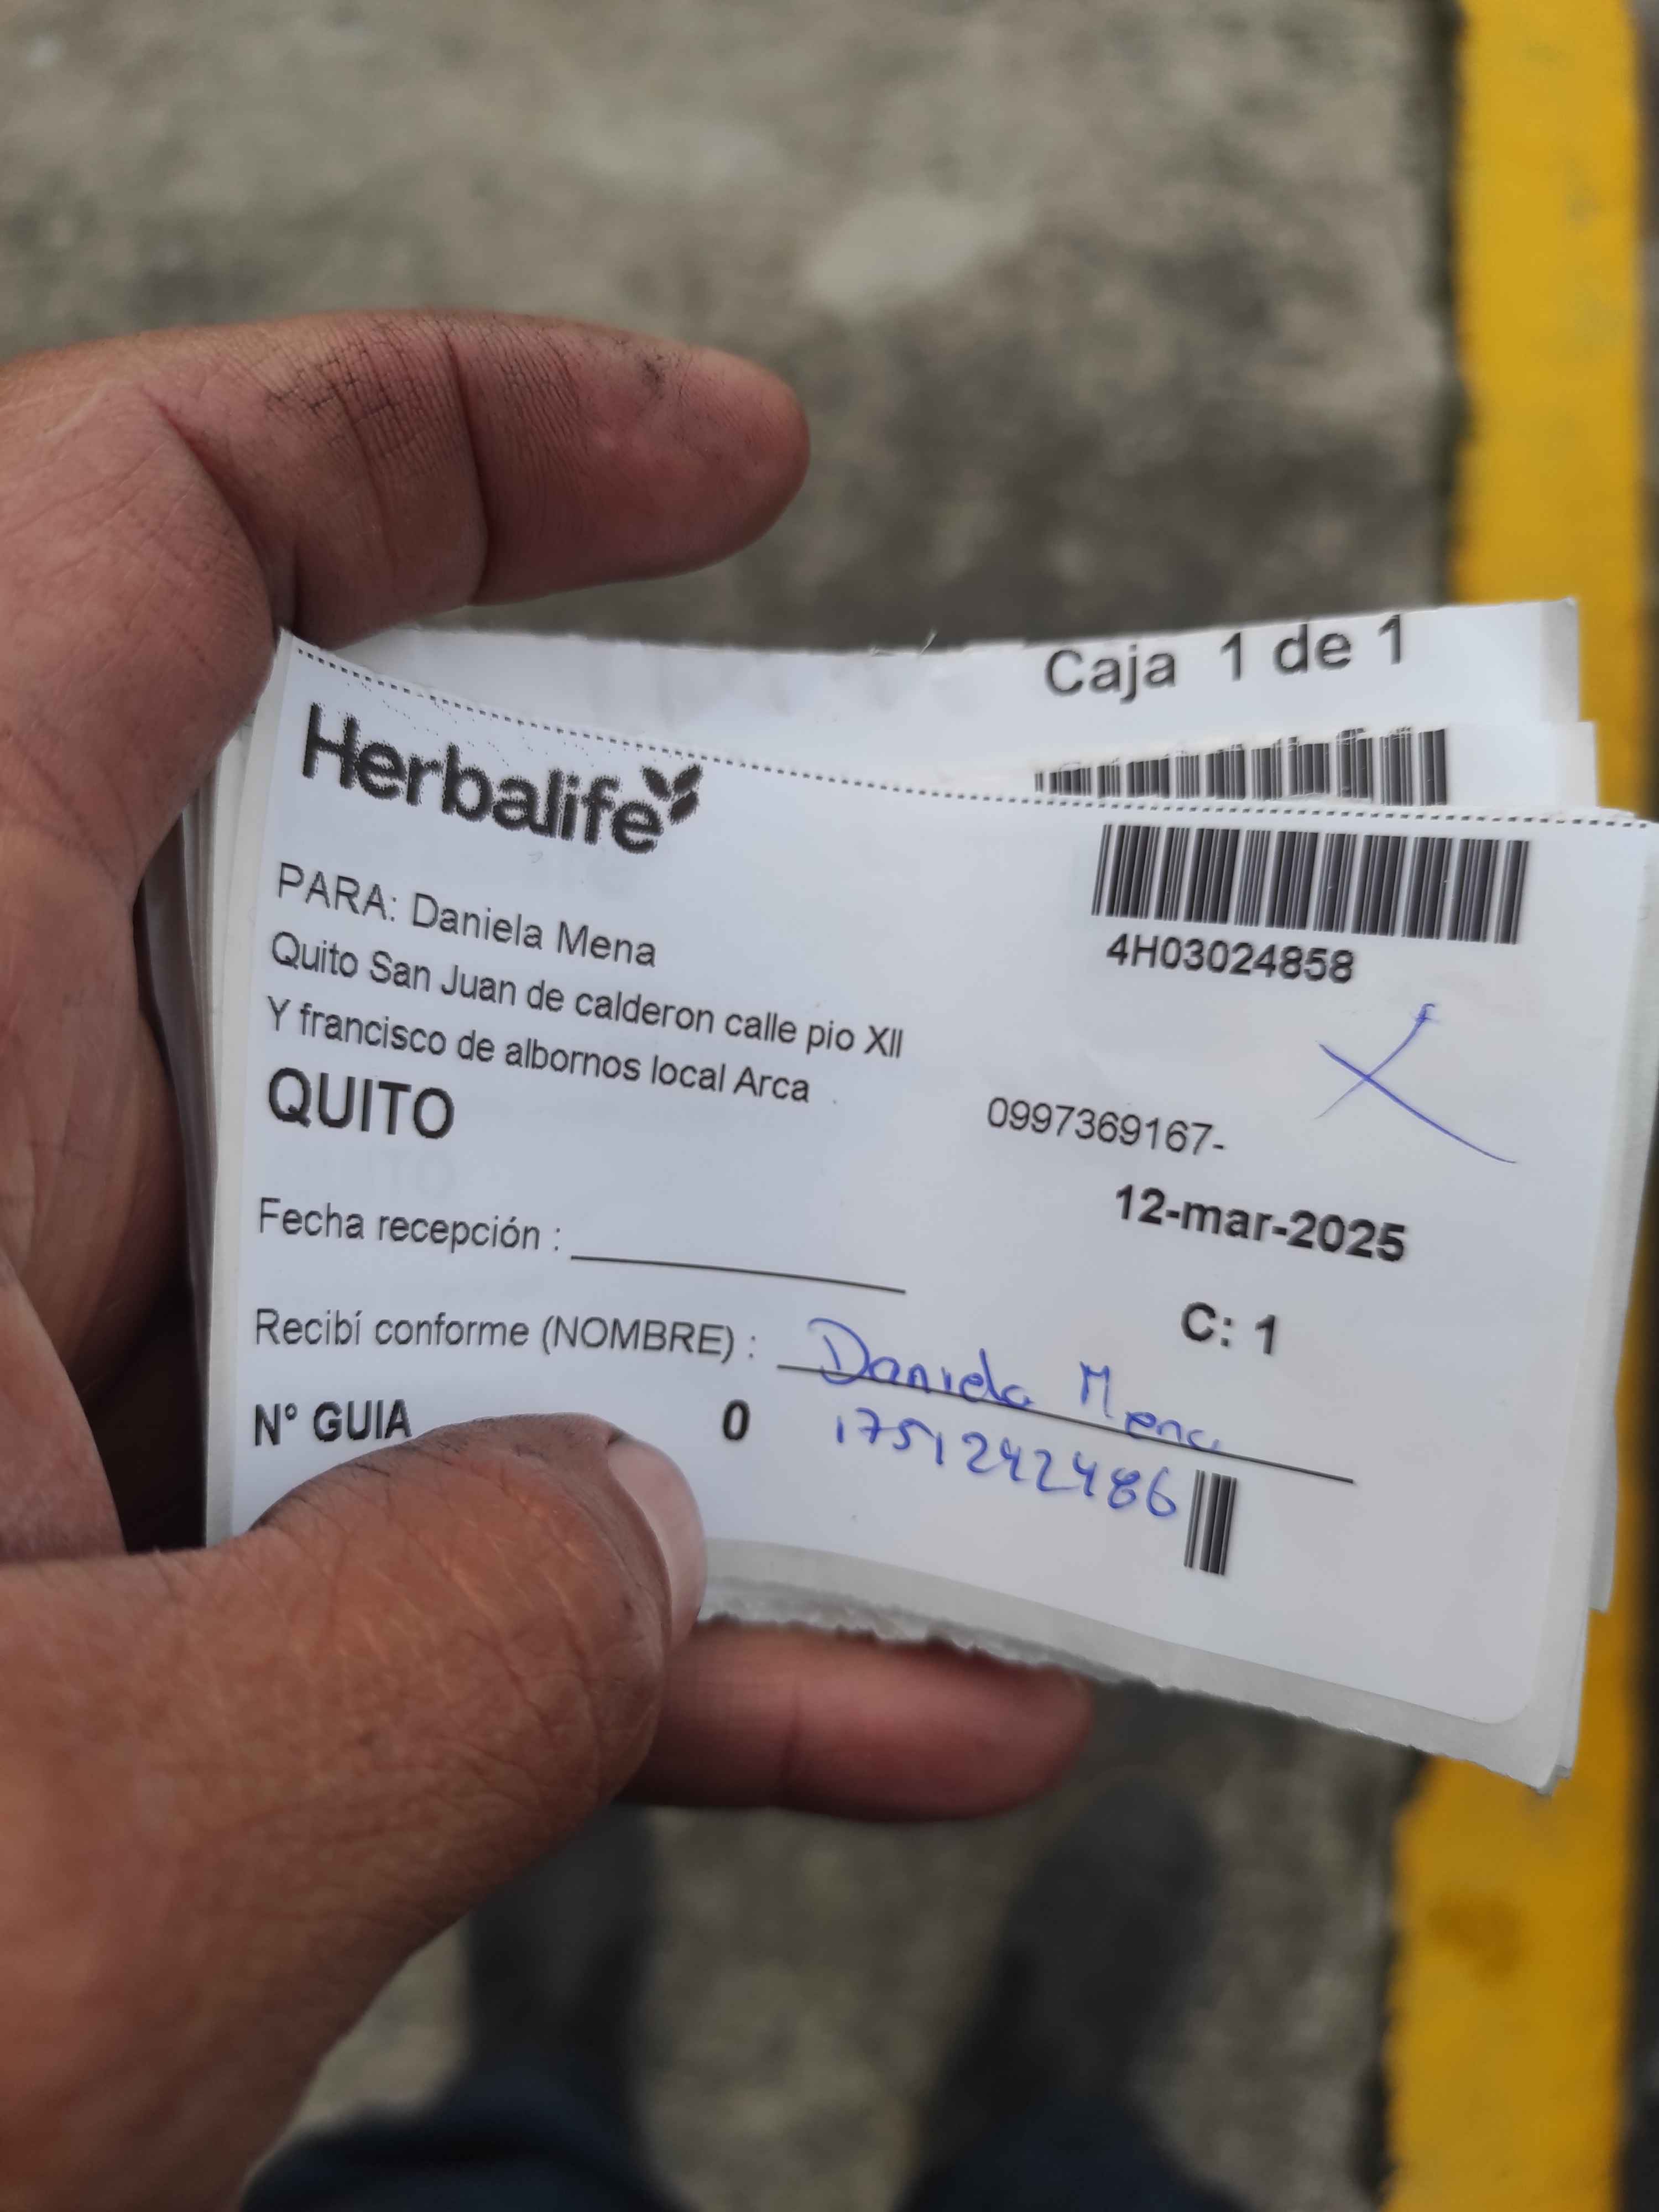 Caja 1 de 1
Herbalife
4H03024858
PARA: Daniela Mena
Quito San Juan de calderon calle pio XII
Y francisco de albornos local Arca
QUITO
0997369167-
12-mar-2025
Fecha recepción :
C: 1
Recibí conforme (NOMBRE) : Daniela Mena
N° GUIA 0
1751242486